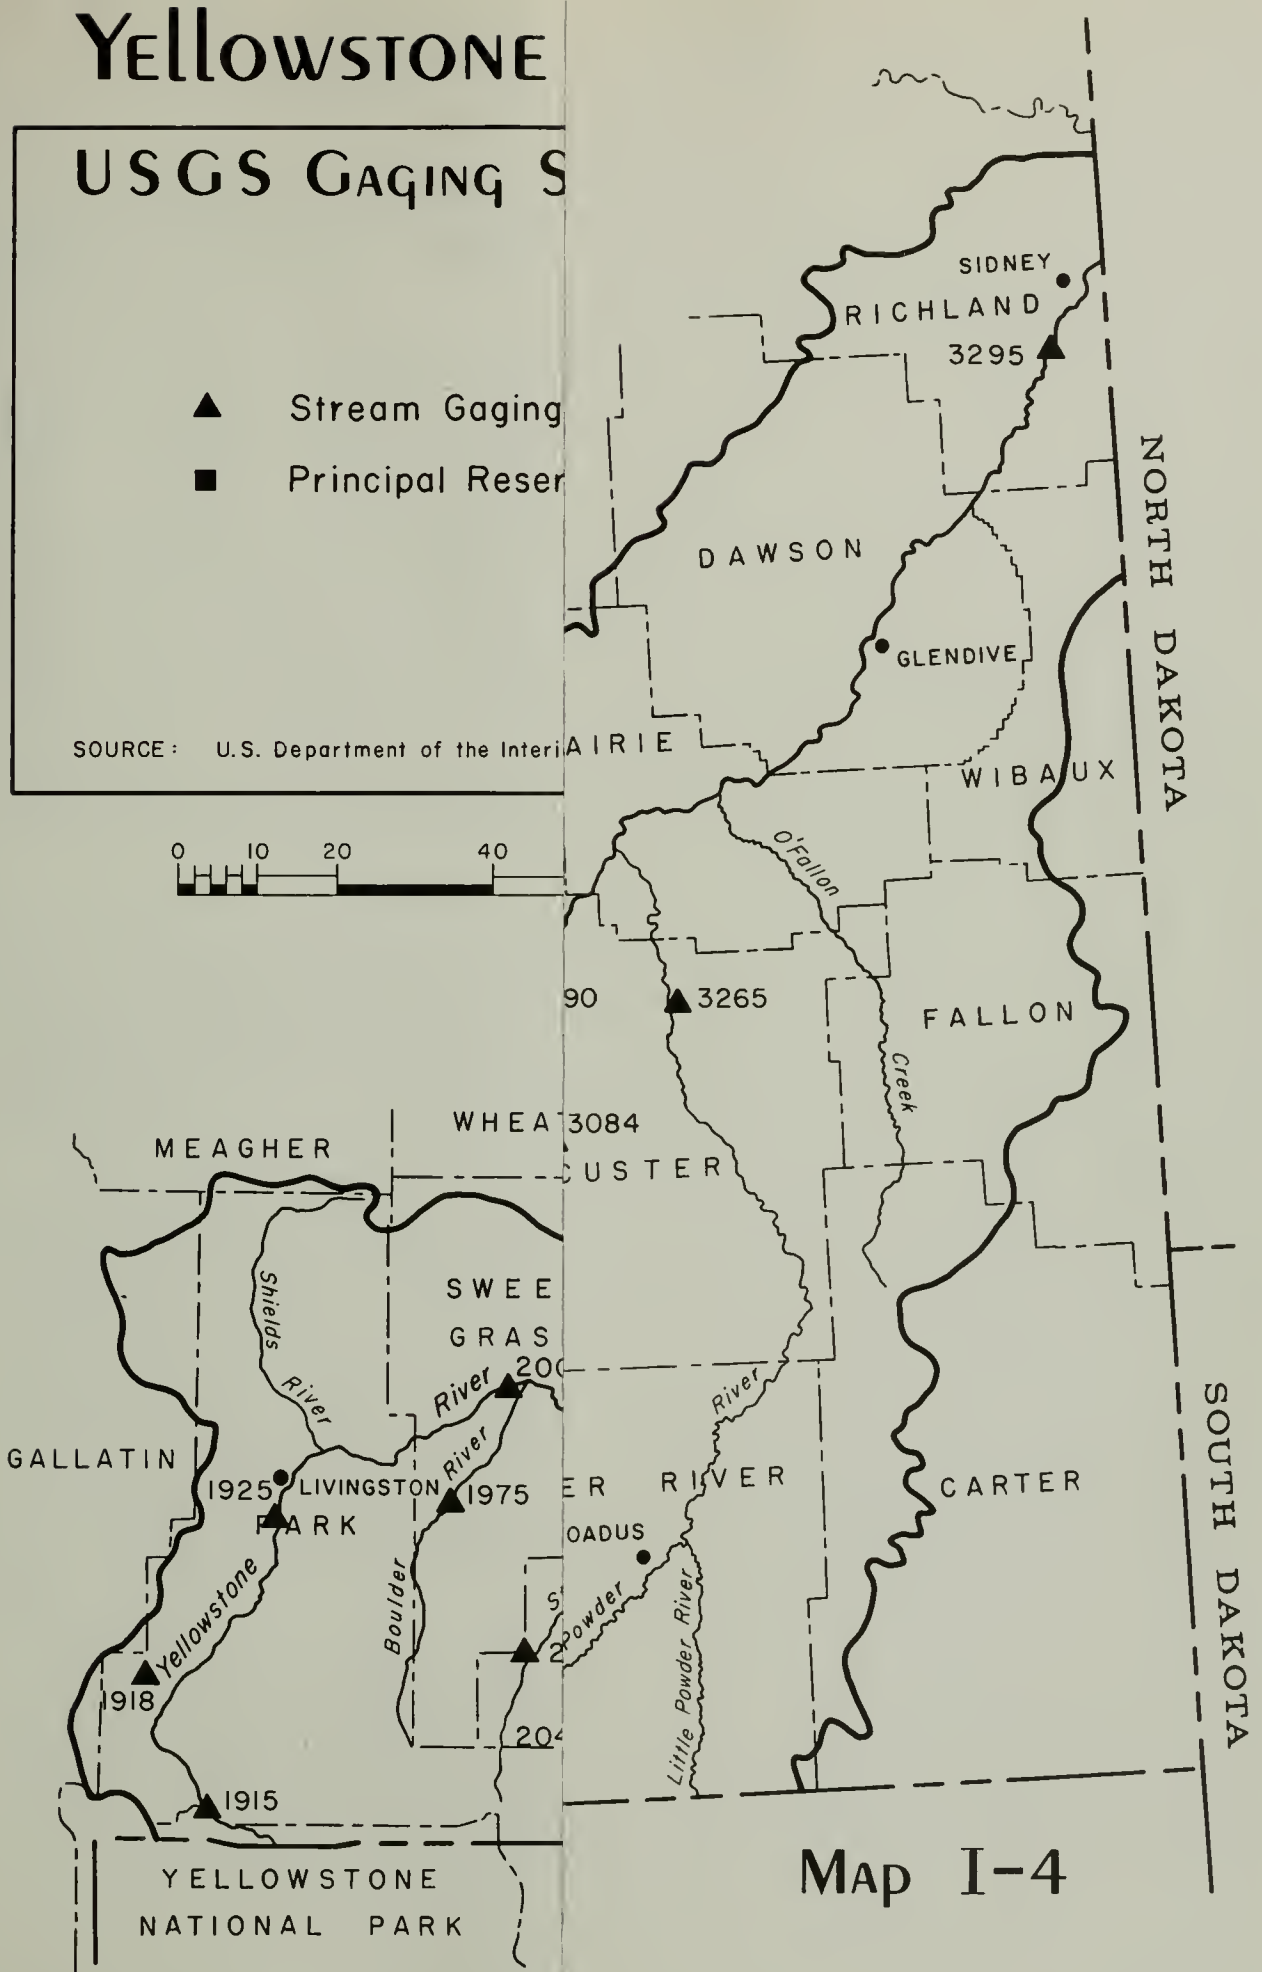 YEllOWSTONE
USGS GAGING S
Stream Gaging
Principal Reser
SOURCE: U.S. Department of the Interi
0 10 20 40
MEAGHER
WHEAT
SWEE
GRAS
Shields
River
River
River
GALLATIN
1925
LIVINGSTON
1975
PARK
Yellowstone
Boulder
1918
204
1915
YELLOWSTONE
NATIONAL PARK
SIDNEY
RICHLAND
3295
NORTH DAKOTA
DAWSON
GLENDIVE
AIRIE
WIBAUX
O'Fallon
90
3265
FALLON
Creek
3084
CUSTER
River
ER RIVER
CARTER
OADUS
Powder
Little Powder River
SOUTH DAKOTA
MAP I-4